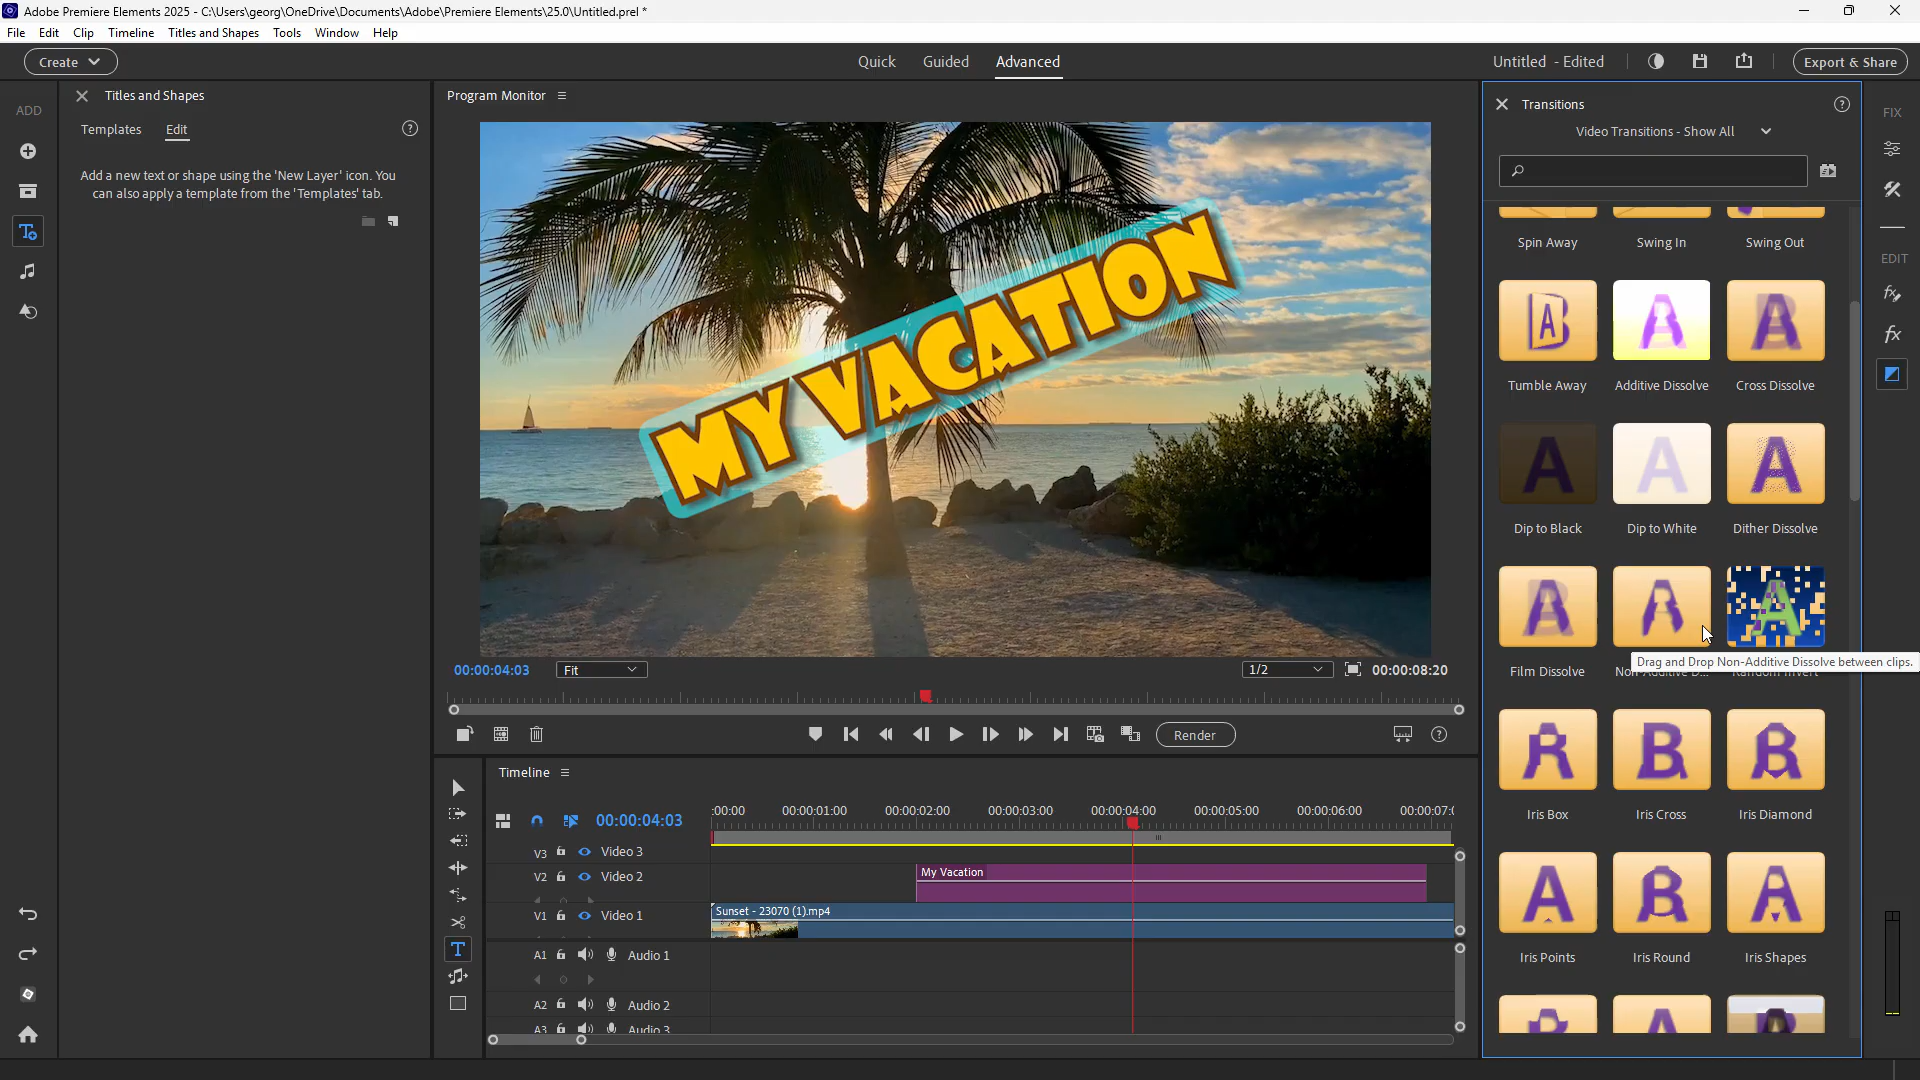 Adobe Premiere Elements 2025 - C:\Users\georg\OneDrive\Documents\Adobe\Premiere Elements\25.0\Untitled.prel *
File Edit Clip Timeline Titles and Shapes Tools Window Help
Create
Quick Guided Advanced
Untitled - Edited
Export & Share
ADD
Titles and Shapes
Templates Edit
Add a new text or shape using the 'New Layer' icon. You
can also apply a template from the 'Templates' tab.
Program Monitor
MY VACATION
00:00:04:03
Fit
1/2
00:00:08:20
Render
Timeline
00:00:04:03
:00:00 00:00:01:00 00:00:02:00 00:00:03:00 00:00:04:00 00:00:05:00 00:00:06:00 00:00:07:0
V3 Video 3
V2 Video 2
My Vacation
V1 Video 1
Sunset - 23070 (1).mp4
A1 Audio 1
A2 Audio 2
A3 Audio 3
Transitions
Video Transitions - Show All
Spin Away Swing In Swing Out
Tumble Away Additive Dissolve Cross Dissolve
Dip to Black Dip to White Dither Dissolve
Drag and Drop Non-Additive Dissolve between clips.
Film Dissolve Non-Additive D... Random Invert
Iris Box Iris Cross Iris Diamond
Iris Points Iris Round Iris Shapes
FIX
EDIT